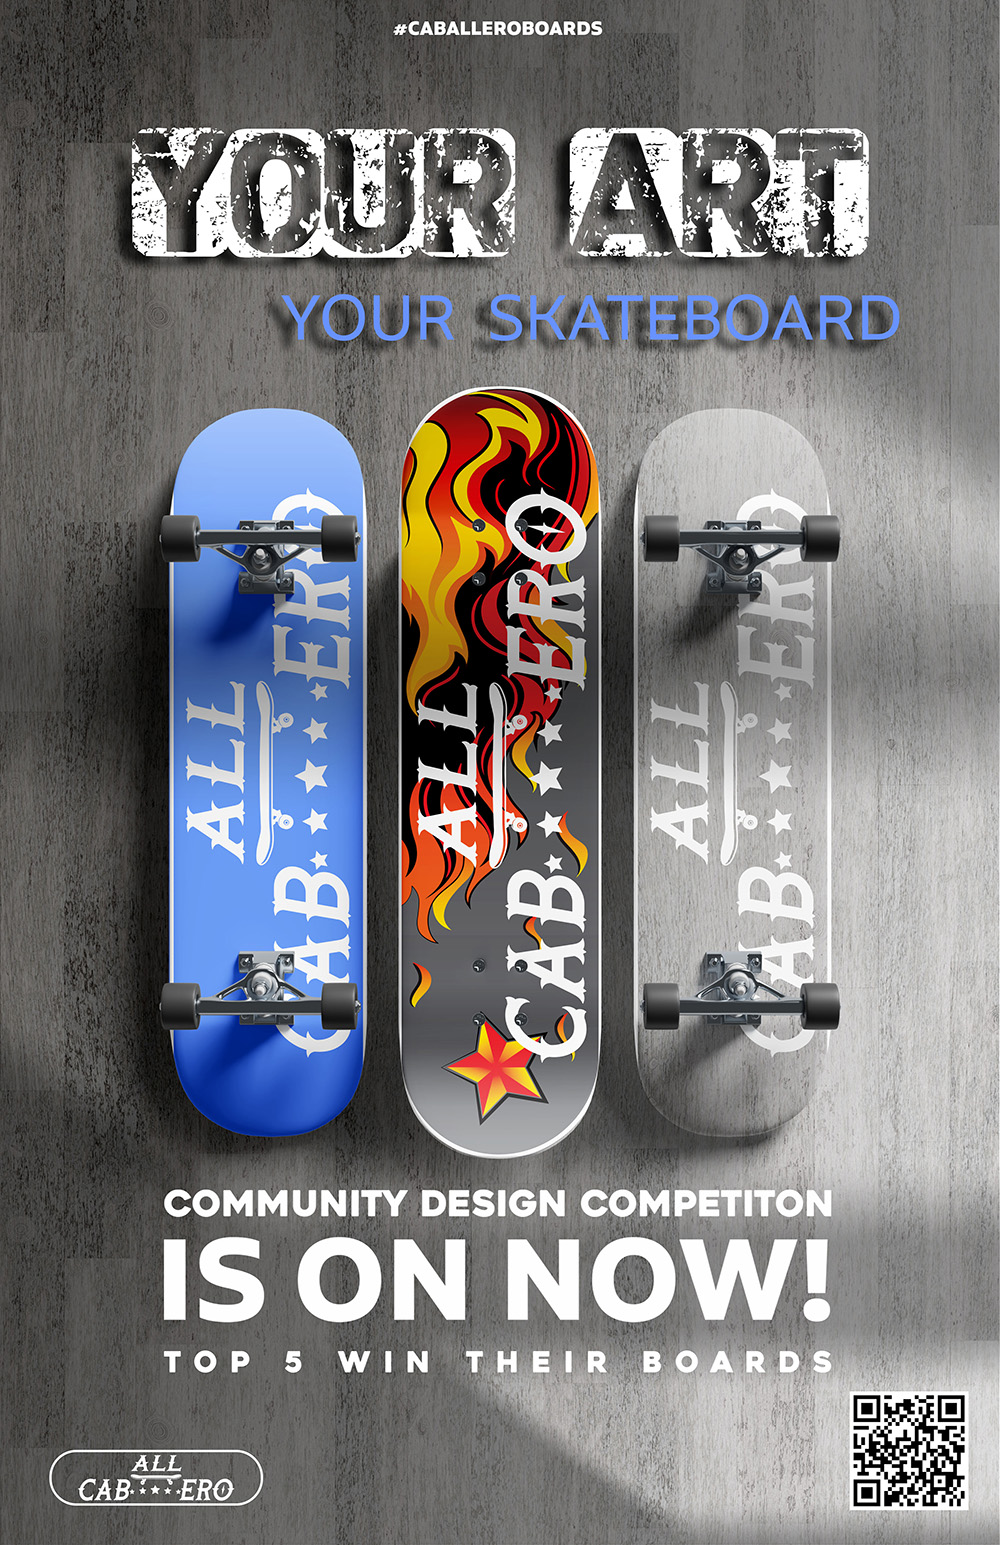 #CABALLEROBOARDS
YOUR ART
YOUR SKATEBOARD
ALL
CAB ERO
ALL
CAB ERO
ALL
CAB ERO
COMMUNITY DESIGN COMPETITON
IS ON NOW!
TOP 5 WIN THEIR BOARDS
ALL
CAB ERO